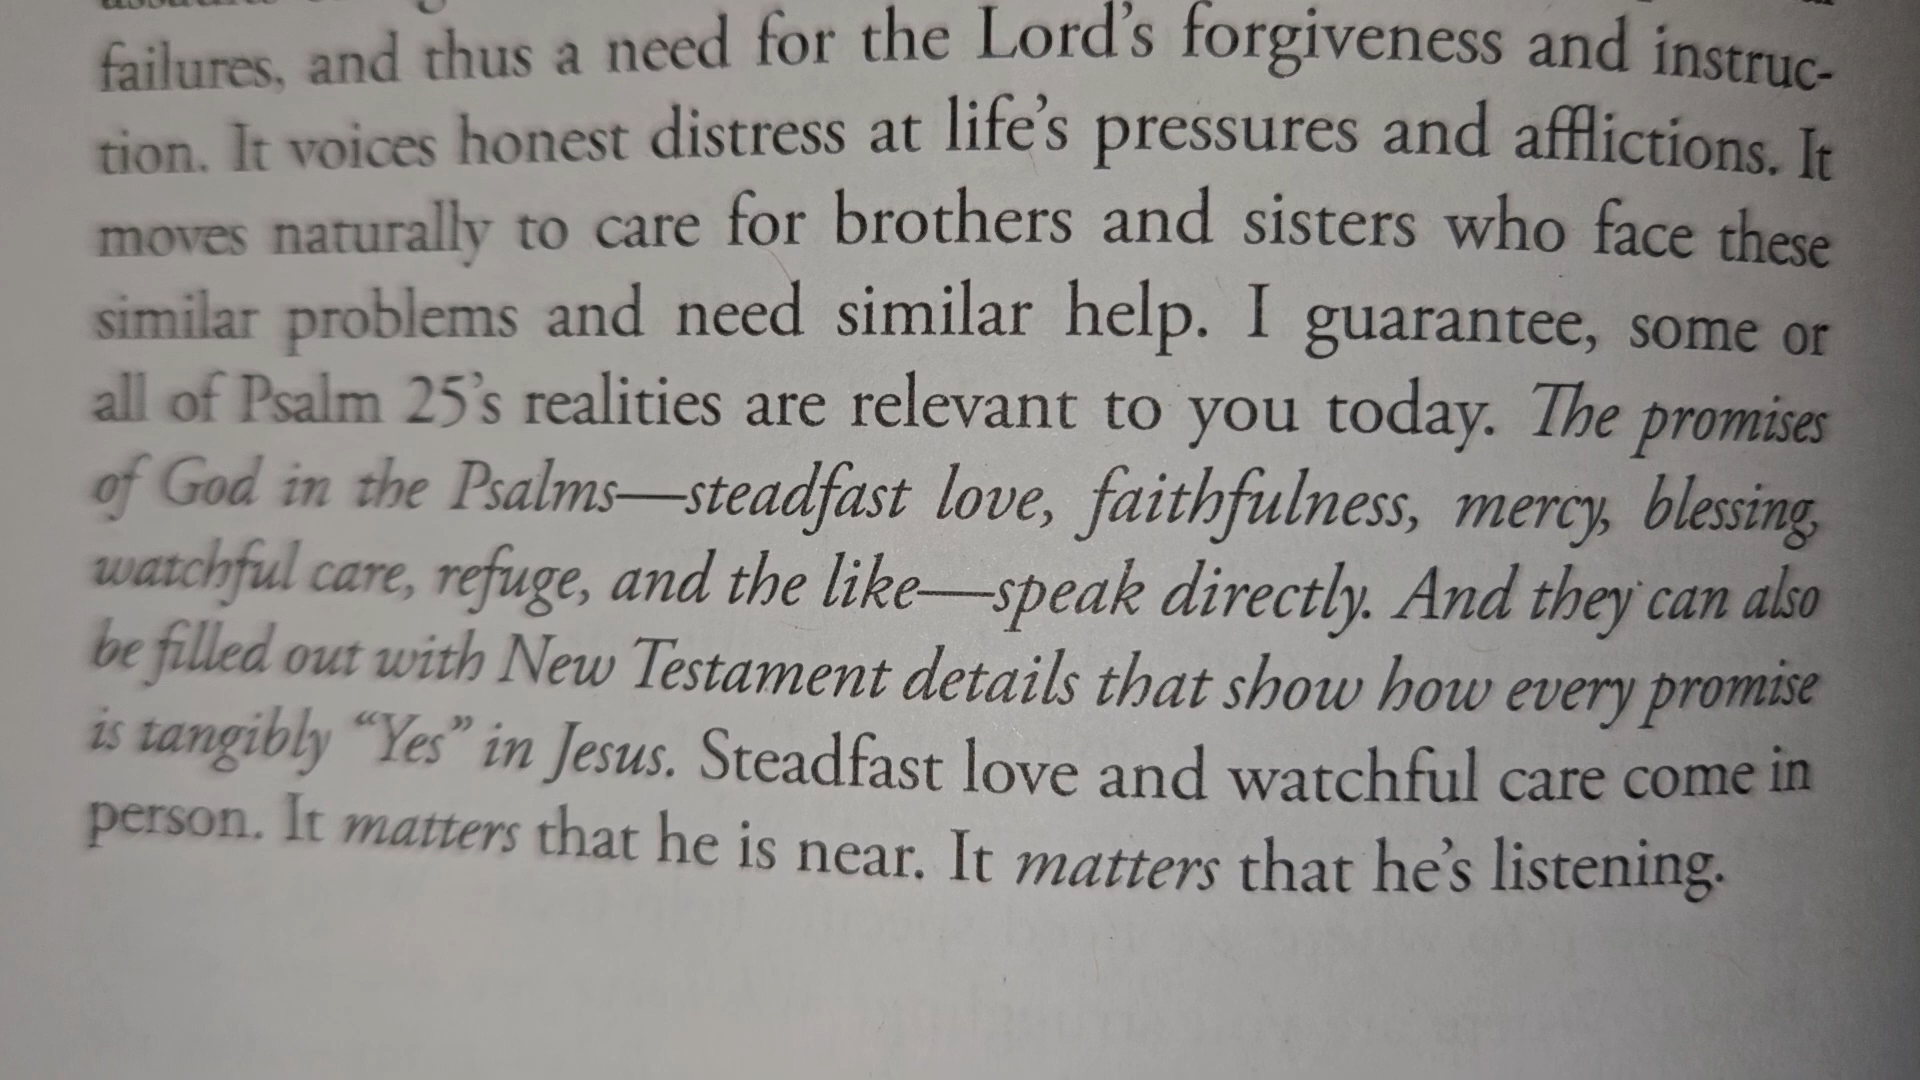 failures, and thus a need for the Lord’s forgiveness and instruc-
tion. It voices honest distress at life’s pressures and afflictions. It
moves naturally to care for brothers and sisters who face these
similar problems and need similar help. I guarantee, some or
all of Psalm 25’s realities are relevant to you today. The promises
of God in the Psalms—steadfast love, faithfulness, mercy, blessing,
watchful care, refuge, and the like—speak directly. And they can also
be filled out with New Testament details that show how every promise
is tangibly “Yes” in Jesus. Steadfast love and watchful care come in
person. It matters that he is near. It matters that he’s listening.